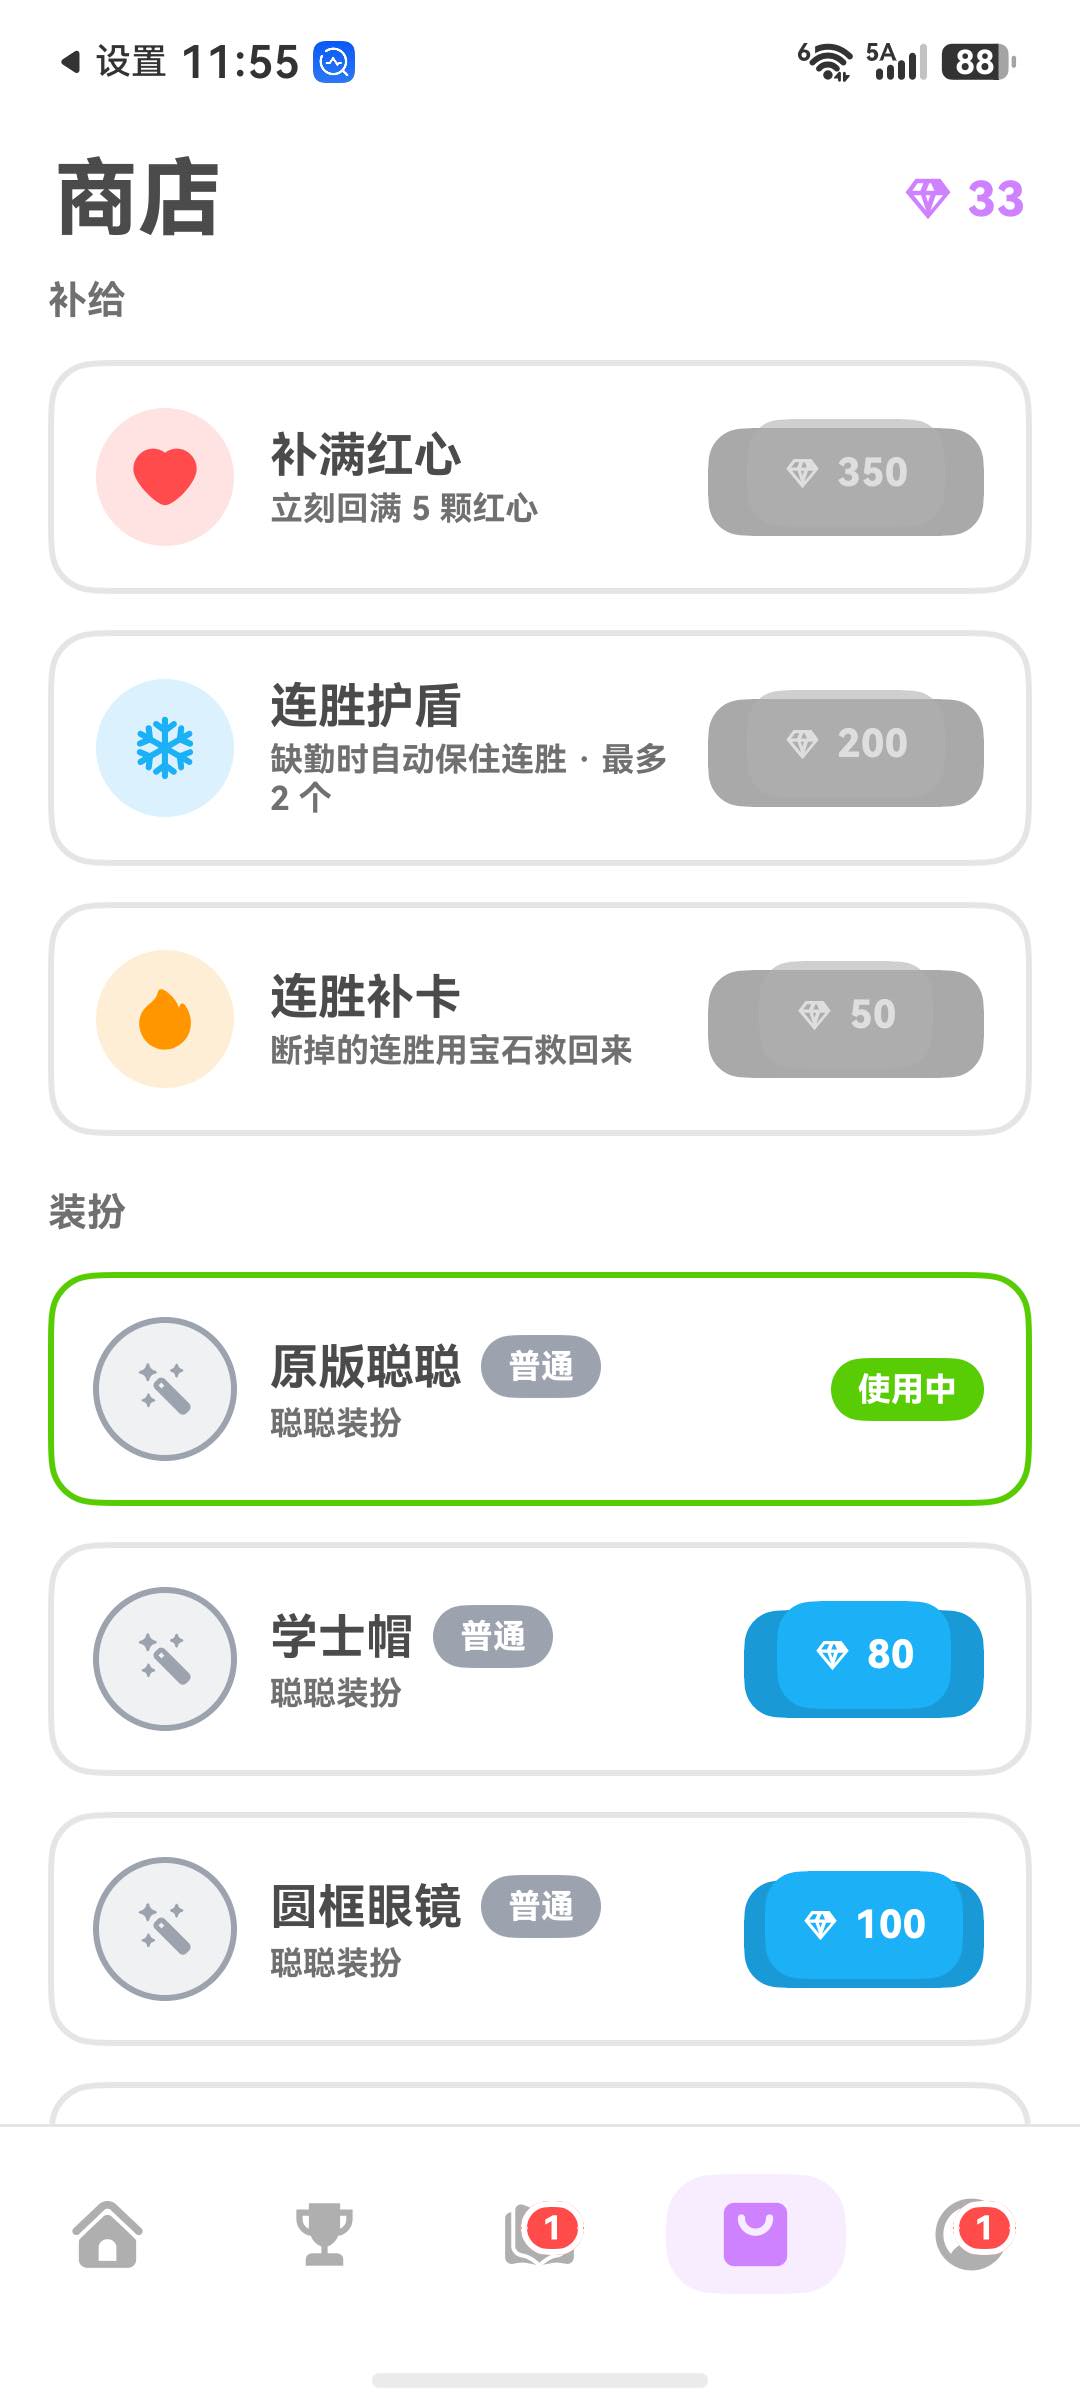 设置 11:55
6 5A 88
商店
33
补给
补满红心
立刻回满 5 颗红心
350
连胜护盾
缺勤时自动保住连胜 · 最多
2 个
200
连胜补卡
断掉的连胜用宝石救回来
50
装扮
原版聪聪 普通
聪聪装扮
使用中
学士帽 普通
聪聪装扮
80
圆框眼镜 普通
聪聪装扮
100
1
1